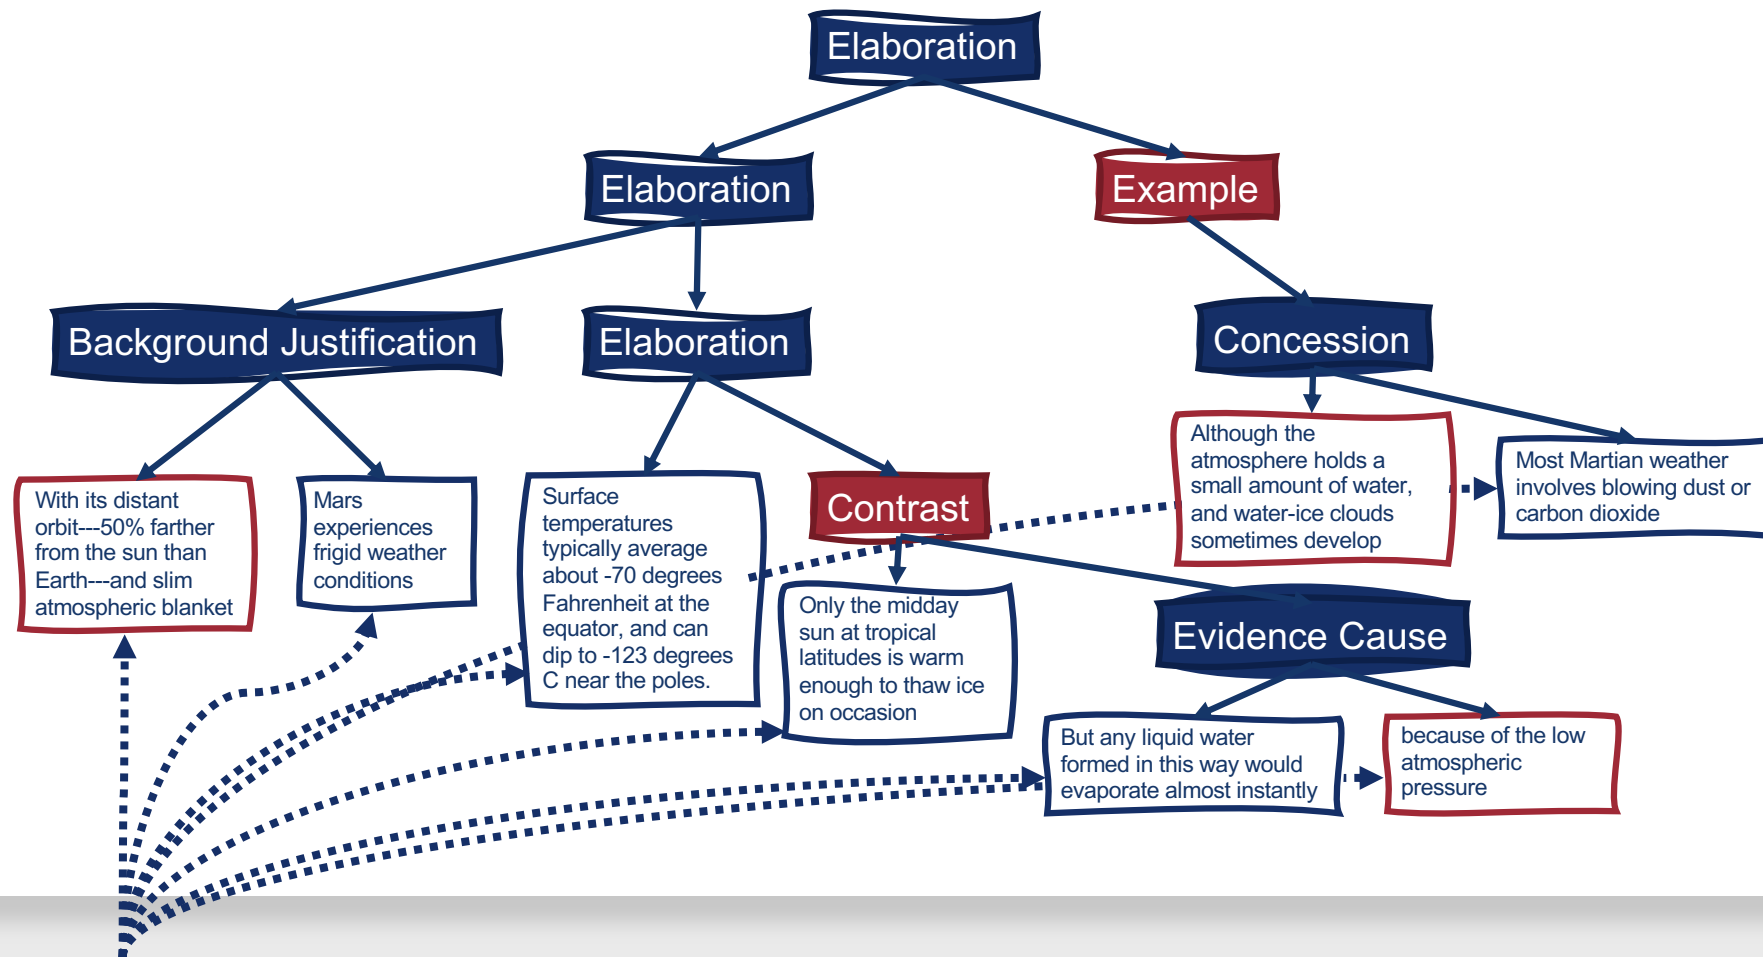 Elaboration
Elaboration
Example
Background Justification
Elaboration
Concession
With its distant
orbit---50% farther
from the sun than
Earth---and slim
atmospheric blanket
Mars
experiences
frigid weather
conditions
Surface
temperatures
typically average
about -70 degrees
Fahrenheit at the
equator, and can
dip to -123 degrees
C near the poles.
Contrast
Although the
atmosphere holds a
small amount of water,
and water-ice clouds
sometimes develop
Most Martian weather
involves blowing dust or
carbon dioxide
Only the midday
sun at tropical
latitudes is warm
enough to thaw ice
on occasion
Evidence Cause
But any liquid water
formed in this way would
evaporate almost instantly
because of the low
atmospheric
pressure